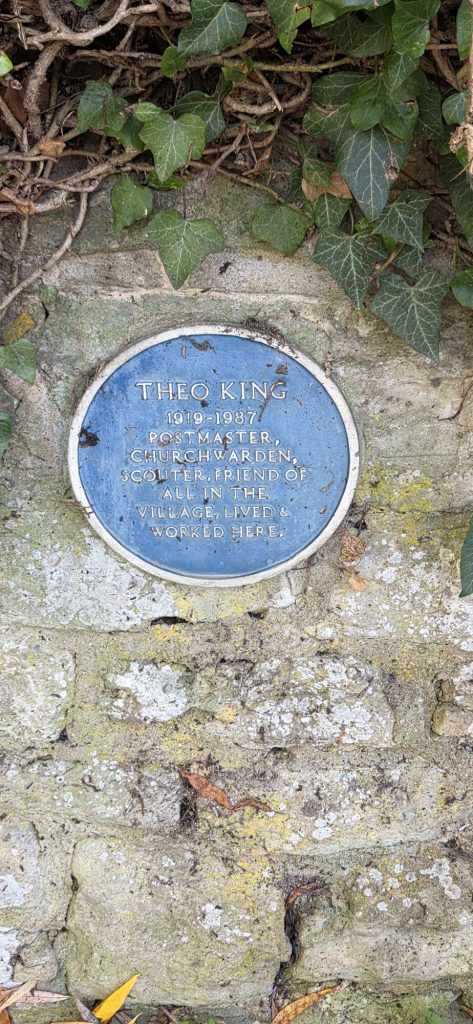 THEO KING
1919-1987
POSTMASTER,
CHURCHWARDEN,
SCOUTER, FRIEND OF
ALL IN THE
VILLAGE, LIVED &
WORKED HERE.